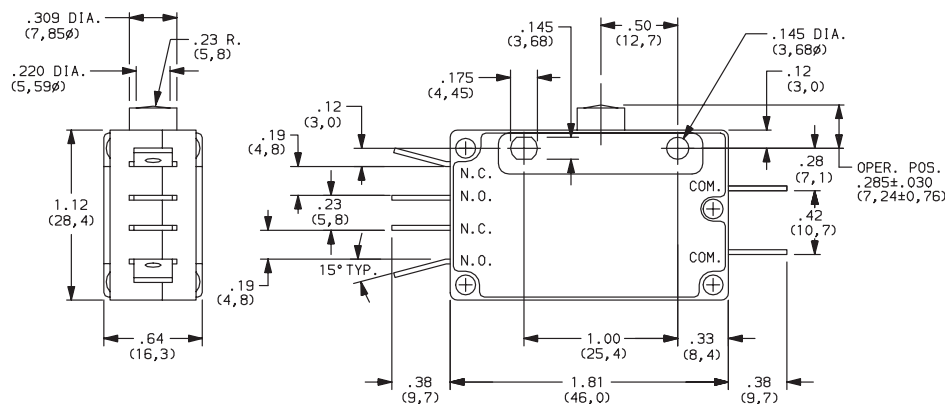 .309 DIA.
(7,85ø)
.23 R.
(5,8)
.220 DIA.
(5,59ø)
.12
(3,0)
.19
(4,8)
1.12
(28,4)
.23
(5,8)
15° TYP.
.19
(4,8)
.64
(16,3)
.145
(3,68)
.175
(4,45)
.50
(12,7)
.145 DIA.
(3,68ø)
.12
(3,0)
.28
(7,1)
OPER. POS.
.285±.030
(7,24±0,76)
N.C.
N.O.
N.C.
N.O.
COM.
COM.
.42
(10,7)
1.00
(25,4)
.33
(8,4)
.38
(9,7)
1.81
(46,0)
.38
(9,7)